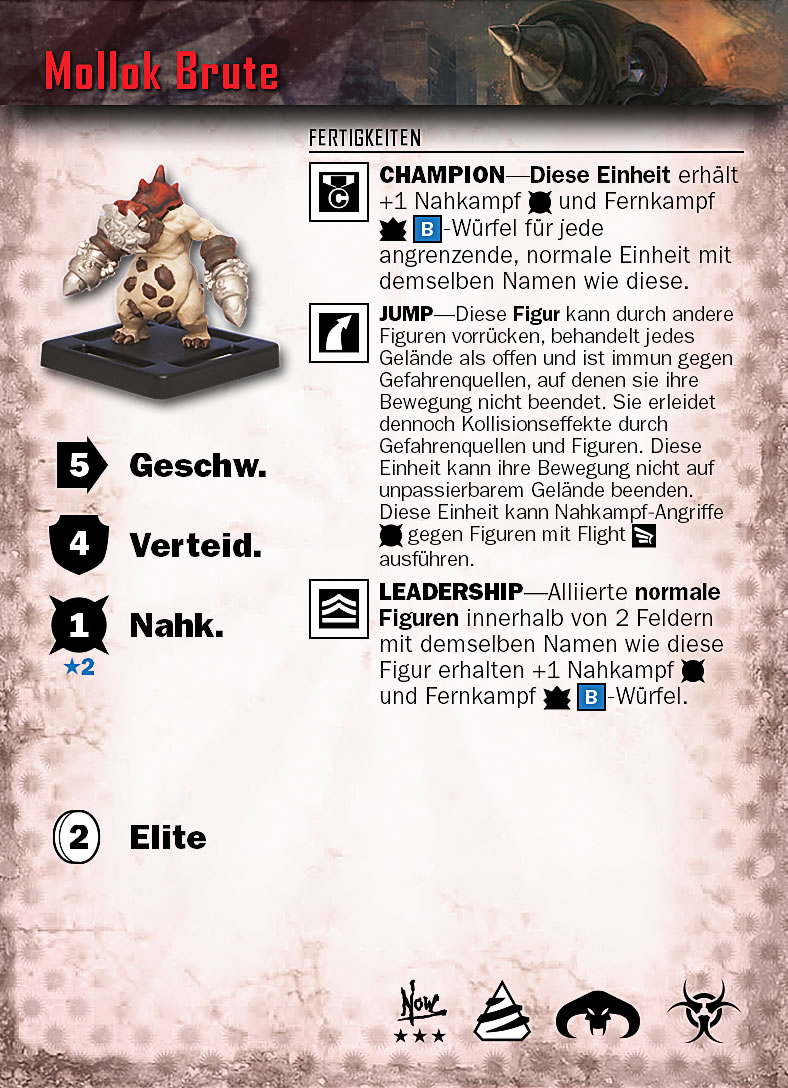 Mollok Brute
FERTIGKEITEN
C
CHAMPION—Diese Einheit erhält
+1 Nahkampf und Fernkampf
B-Würfel für jede
angrenzende, normale Einheit mit
demselben Namen wie diese.
JUMP—Diese Figur kann durch andere
Figuren vorrücken, behandelt jedes
Gelände als offen und ist immun gegen
Gefahrenquellen, auf denen sie ihre
Bewegung nicht beendet. Sie erleidet
dennoch Kollisionseffekte durch
Gefahrenquellen und Figuren. Diese
Einheit kann ihre Bewegung nicht auf
unpassierbarem Gelände beenden.
Diese Einheit kann Nahkampf-Angriffe
gegen Figuren mit Flight
ausführen.
LEADERSHIP—Alliierte normale
Figuren innerhalb von 2 Feldern
mit demselben Namen wie diese
Figur erhalten +1 Nahkampf
und Fernkampf B-Würfel.
5 Geschw.
4 Verteid.
1 Nahk.
★2
2 Elite
Now
★★★